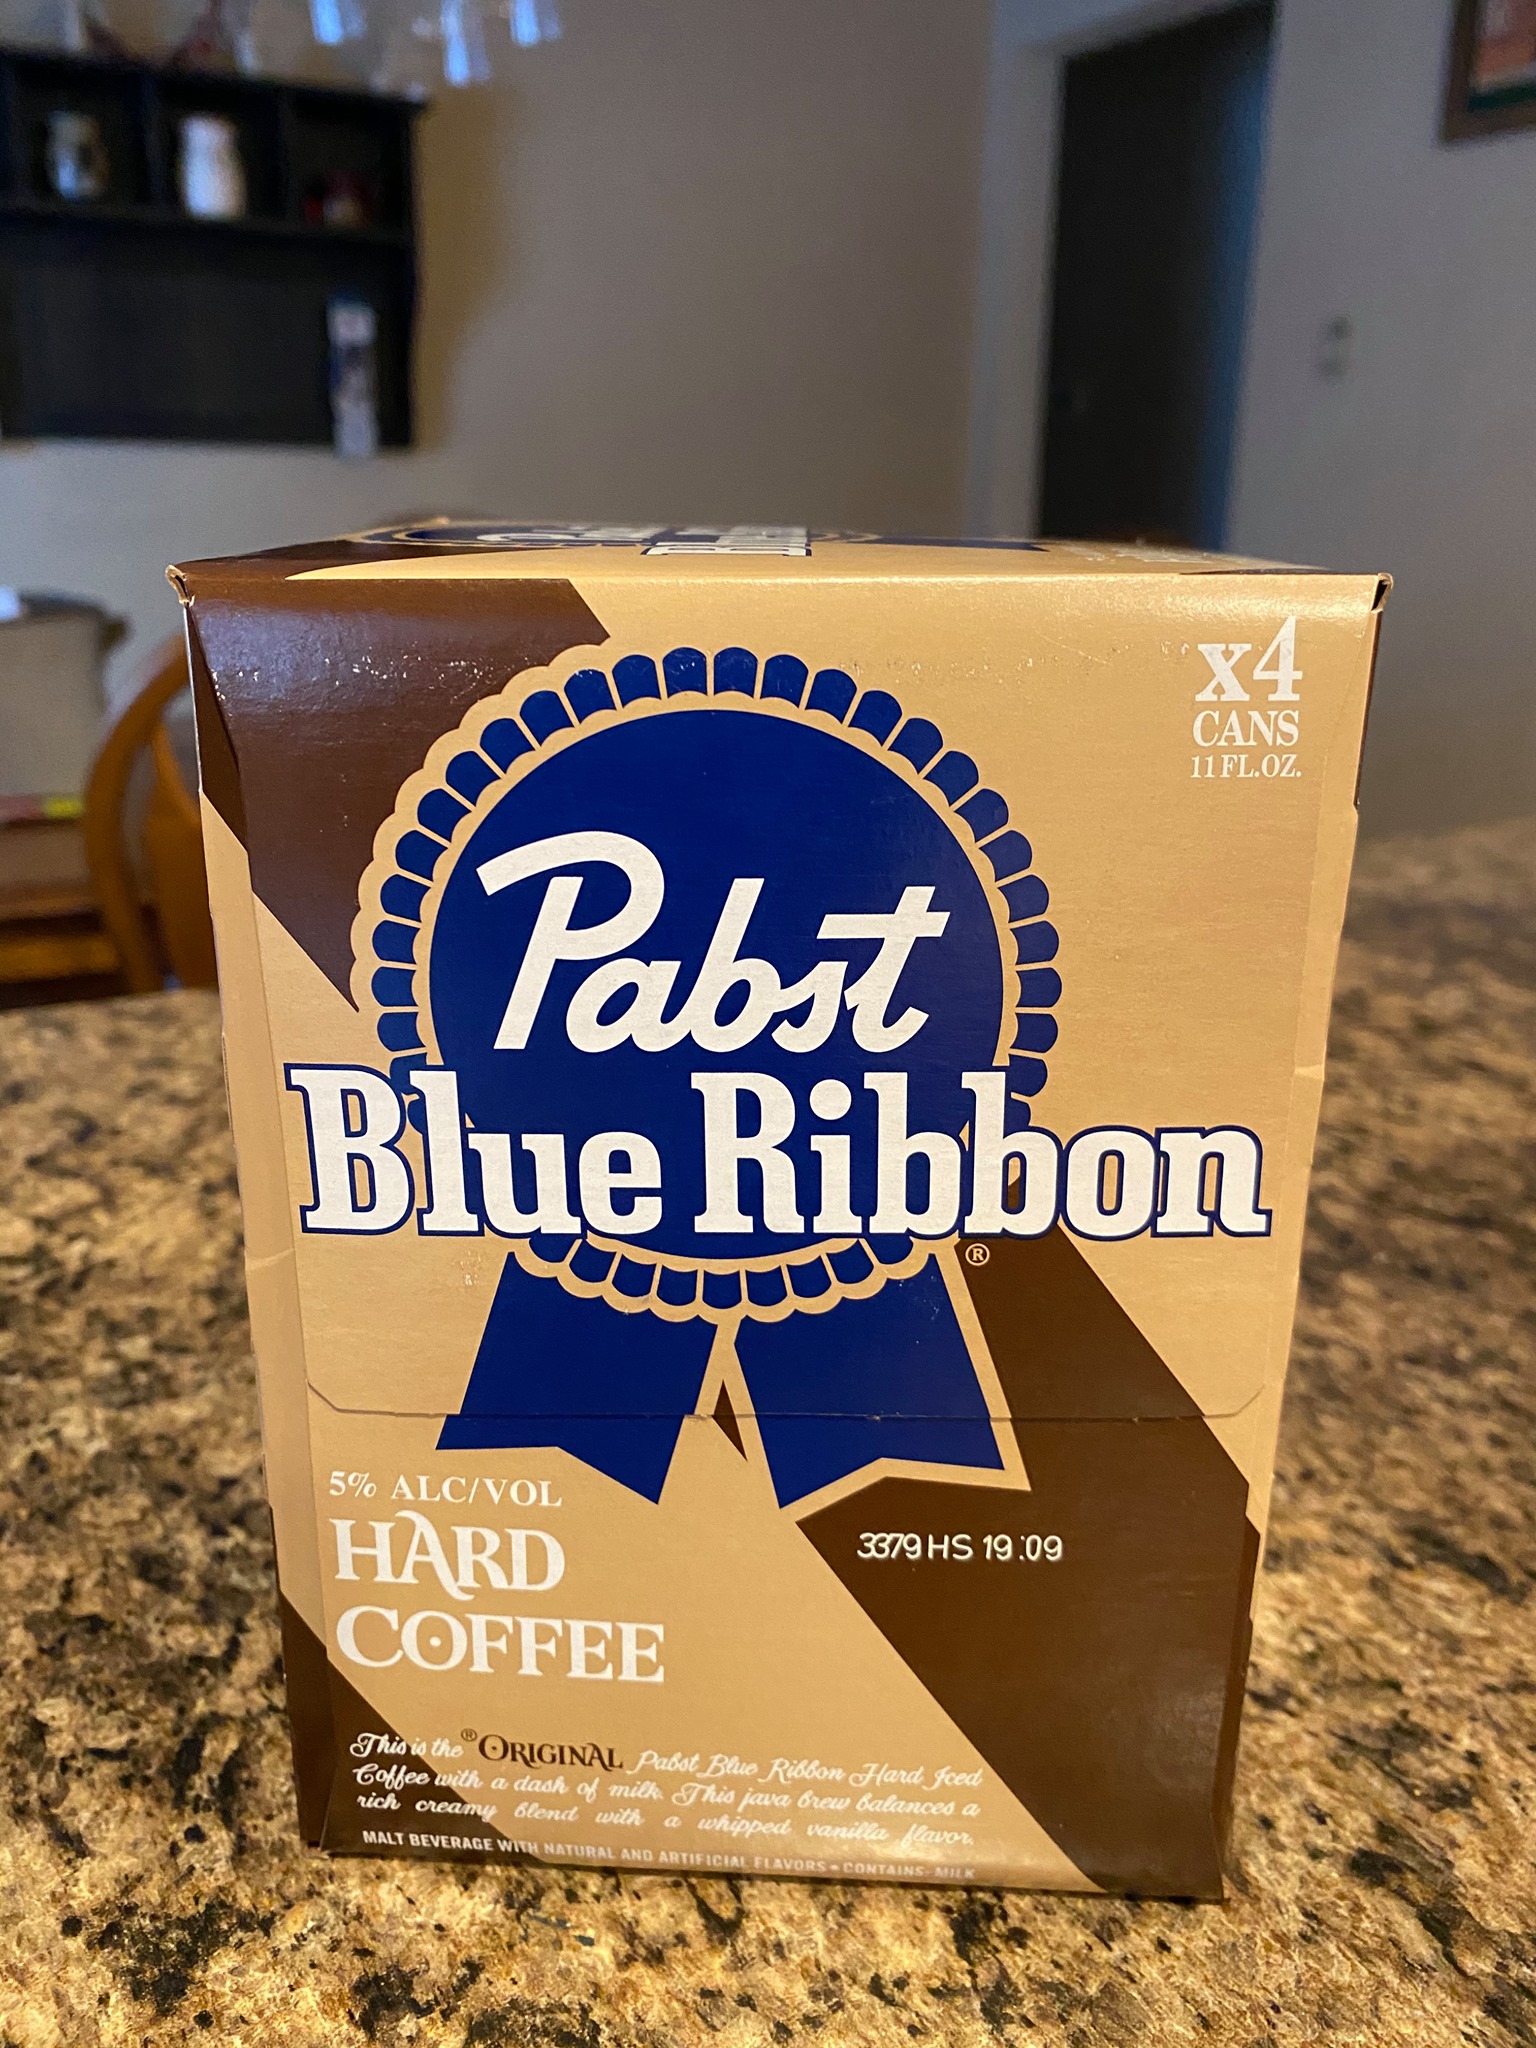 x4
CANS
11 FL.OZ.
Pabst
Blue Ribbon
®
5% ALC/VOL
HARD
COFFEE
3379 HS 19:09
This is the ®ORIGINAL Pabst Blue Ribbon Hard Iced
Coffee with a dash of milk. This java brew balances a
rich creamy blend with a whipped vanilla flavor.
MALT BEVERAGE WITH NATURAL AND ARTIFICIAL FLAVORS • CONTAINS: MILK